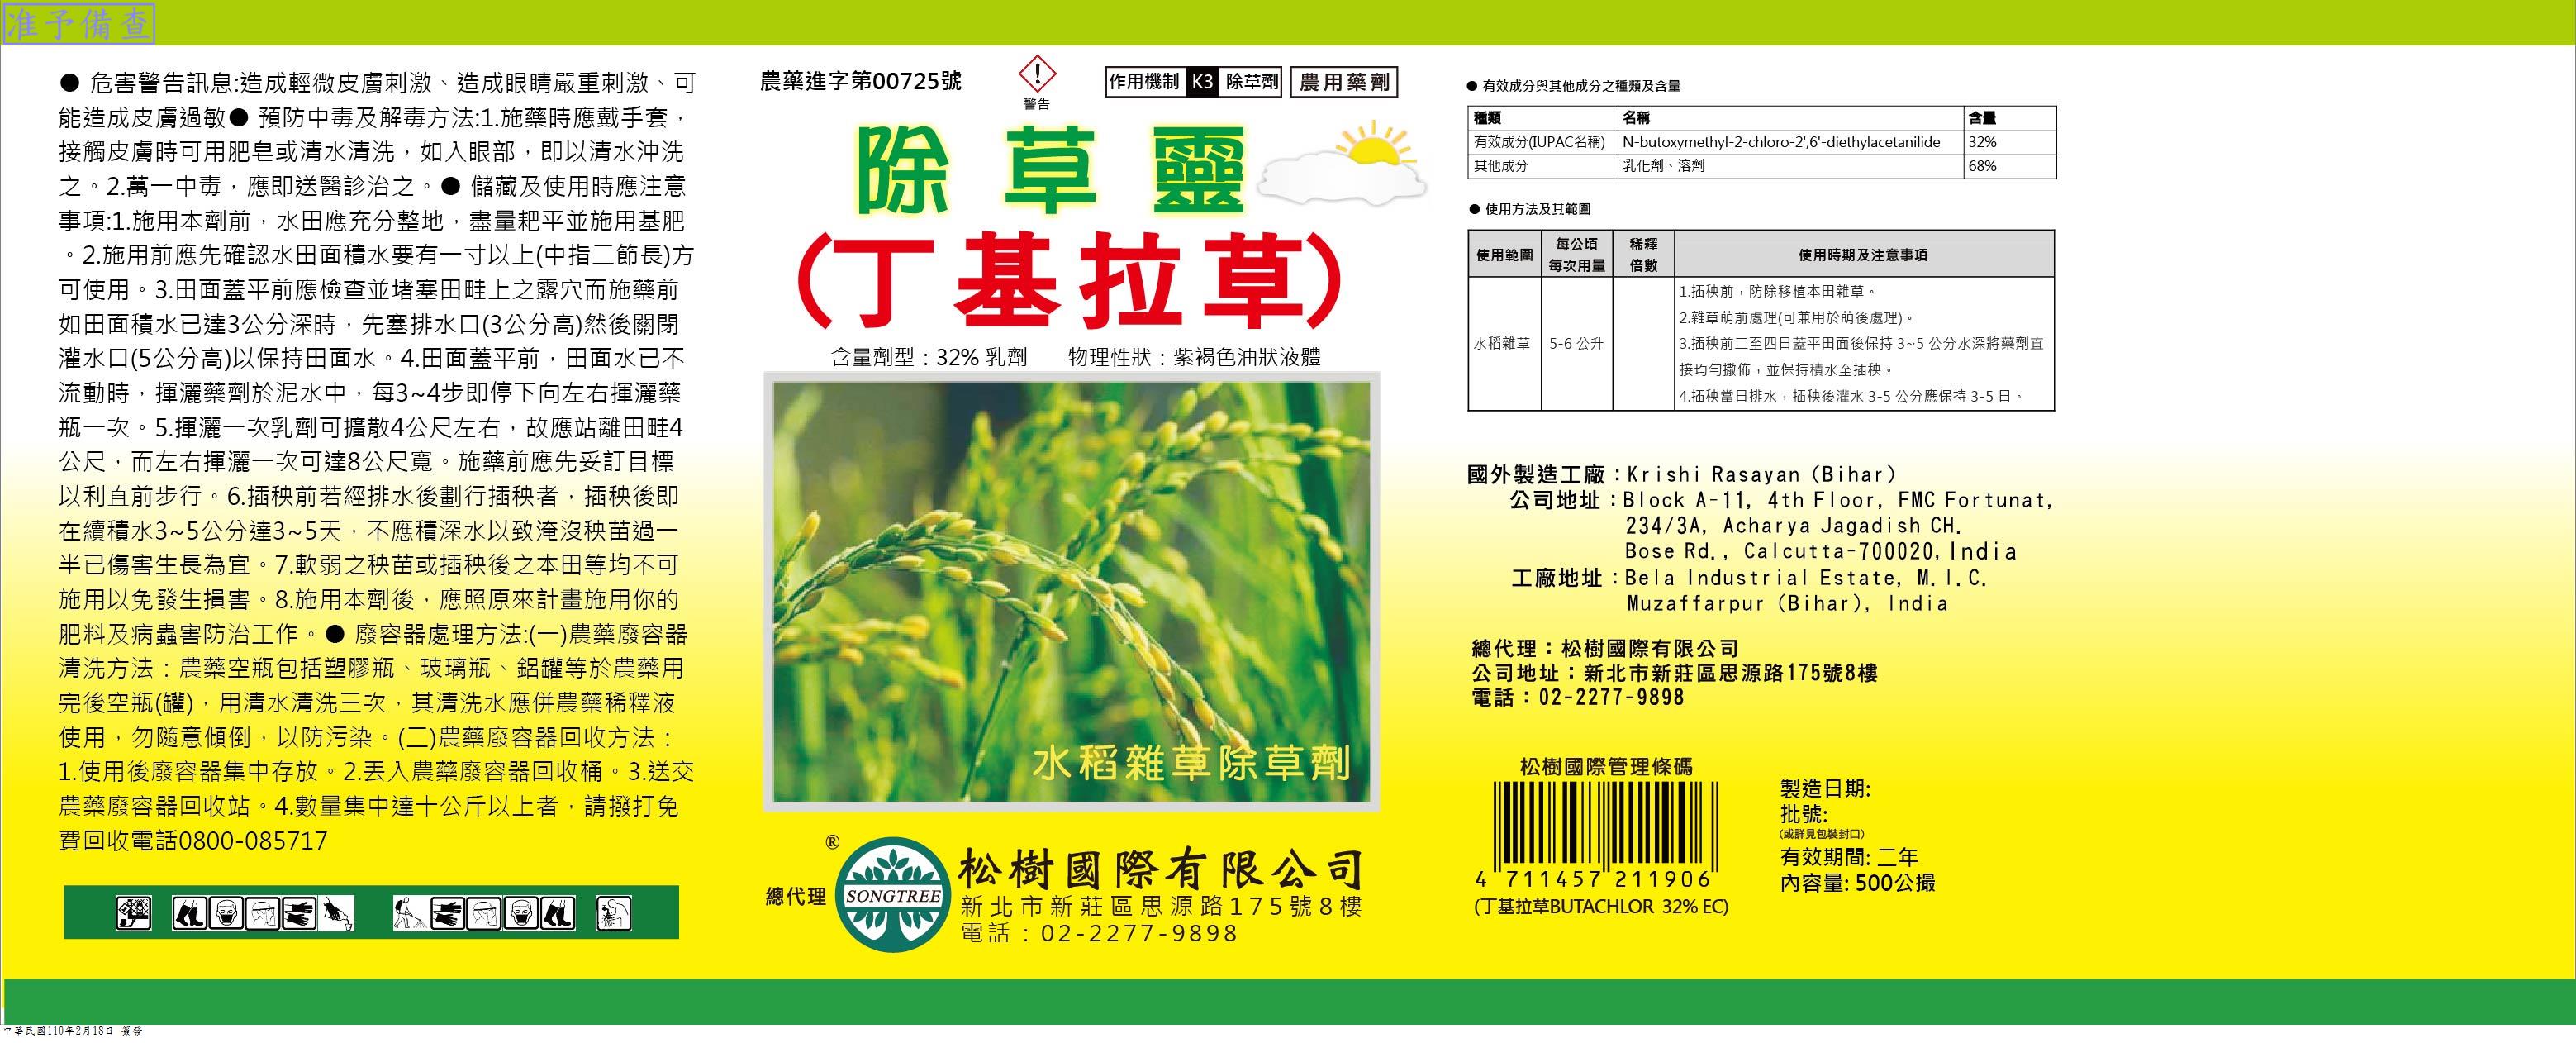 准予備查
● 危害警告訊息:造成輕微皮膚刺激、造成眼睛嚴重刺激、可
能造成皮膚過敏● 預防中毒及解毒方法:1.施藥時應戴手套，
接觸皮膚時可用肥皂或清水清洗，如入眼部，即以清水沖洗
之。2.萬一中毒，應即送醫診治之。● 儲藏及使用時應注意
事項:1.施用本劑前，水田應充分整地，盡量耙平並施用基肥
。2.施用前應先確認水田面積水要有一寸以上(中指二節長)方
可使用。3.田面蓋平前應檢查並堵塞田畦上之露穴而施藥前
如田面積水已達3公分深時，先塞排水口(3公分高)然後關閉
灌水口(5公分高)以保持田面水。4.田面蓋平前，田面水已不
流動時，揮灑藥劑於泥水中，每3~4步即停下向左右揮灑藥
瓶一次。5.揮灑一次乳劑可擴散4公尺左右，故應站離田畦4
公尺，而左右揮灑一次可達8公尺寬。施藥前應先妥訂目標
以利直前步行。6.插秧前若經排水後劃行插秧者，插秧後即
在續積水3~5公分達3~5天，不應積深水以致淹沒秧苗過一
半已傷害生長為宜。7.軟弱之秧苗或插秧後之本田等均不可
施用以免發生損害。8.施用本劑後，應照原來計畫施用你的
肥料及病蟲害防治工作。● 廢容器處理方法:(一)農藥廢容器
清洗方法：農藥空瓶包括塑膠瓶、玻璃瓶、鋁罐等於農藥用
完後空瓶(罐)，用清水清洗三次，其清洗水應併農藥稀釋液
使用，勿隨意傾倒，以防污染。(二)農藥廢容器回收方法：
1.使用後廢容器集中存放。2.丟入農藥廢容器回收桶。3.送交
農藥廢容器回收站。4.數量集中達十公斤以上者，請撥打免
費回收電話0800-085717
農藥進字第00725號
警告
作用機制 K3 除草劑 農用藥劑
除草靈
(丁基拉草)
含量劑型：32% 乳劑 物理性狀：紫褐色油狀液體
水稻雜草除草劑
®
總代理
SONGTREE
松樹國際有限公司
新北市新莊區思源路175號8樓
電話：02-2277-9898
● 有效成分與其他成分之種類及含量
種類 名稱 含量
有效成分(IUPAC名稱) N-butoxymethyl-2-chloro-2',6'-diethylacetanilide 32%
其他成分 乳化劑、溶劑 68%
● 使用方法及其範圍
使用範圍 每公頃每次用量 稀釋倍數 使用時期及注意事項
水稻雜草 5-6 公升
1.插秧前，防除移植本田雜草。
2.雜草萌前處理(可兼用於萌後處理)。
3.插秧前二至四日蓋平田面後保持 3~5 公分水深將藥劑直
接均勻撒佈，並保持積水至插秧。
4.插秧當日排水，插秧後灌水 3-5 公分應保持 3-5 日。
國外製造工廠：Krishi Rasayan (Bihar)
公司地址：Block A-11, 4th Floor, FMC Fortunat,
234/3A, Acharya Jagadish CH.
Bose Rd., Calcutta-700020, India
工廠地址：Bela Industrial Estate, M.I.C.
Muzaffarpur (Bihar), India
總代理：松樹國際有限公司
公司地址：新北市新莊區思源路175號8樓
電話：02-2277-9898
松樹國際管理條碼
4 711457 211906
(丁基拉草BUTACHLOR 32% EC)
製造日期:
批號:
(或詳見包裝封口)
有效期間: 二年
內容量: 500公撮
中華民國110年2月18日 簽發